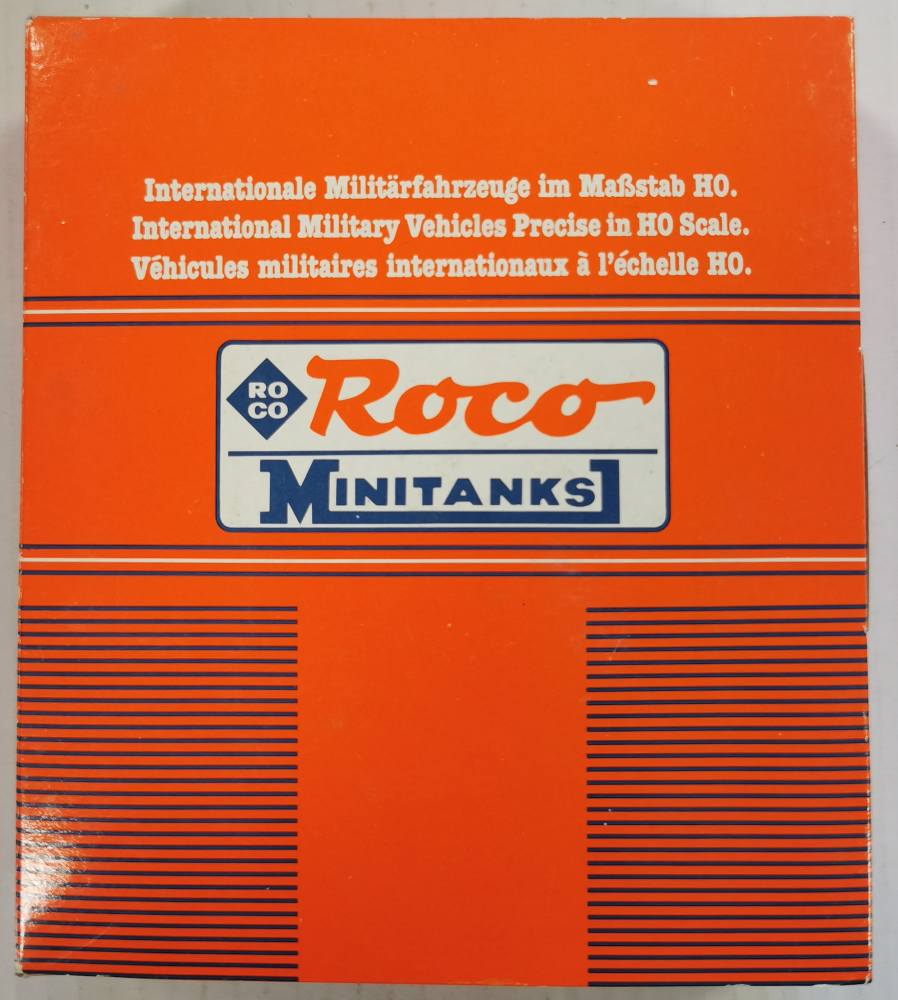 Internationale Militärfahrzeuge im Maßstab HO.
International Military Vehicles Precise in HO Scale.
Véhicules militaires internationaux à l'échelle HO.
RO
CO
Roco
MINITANKS